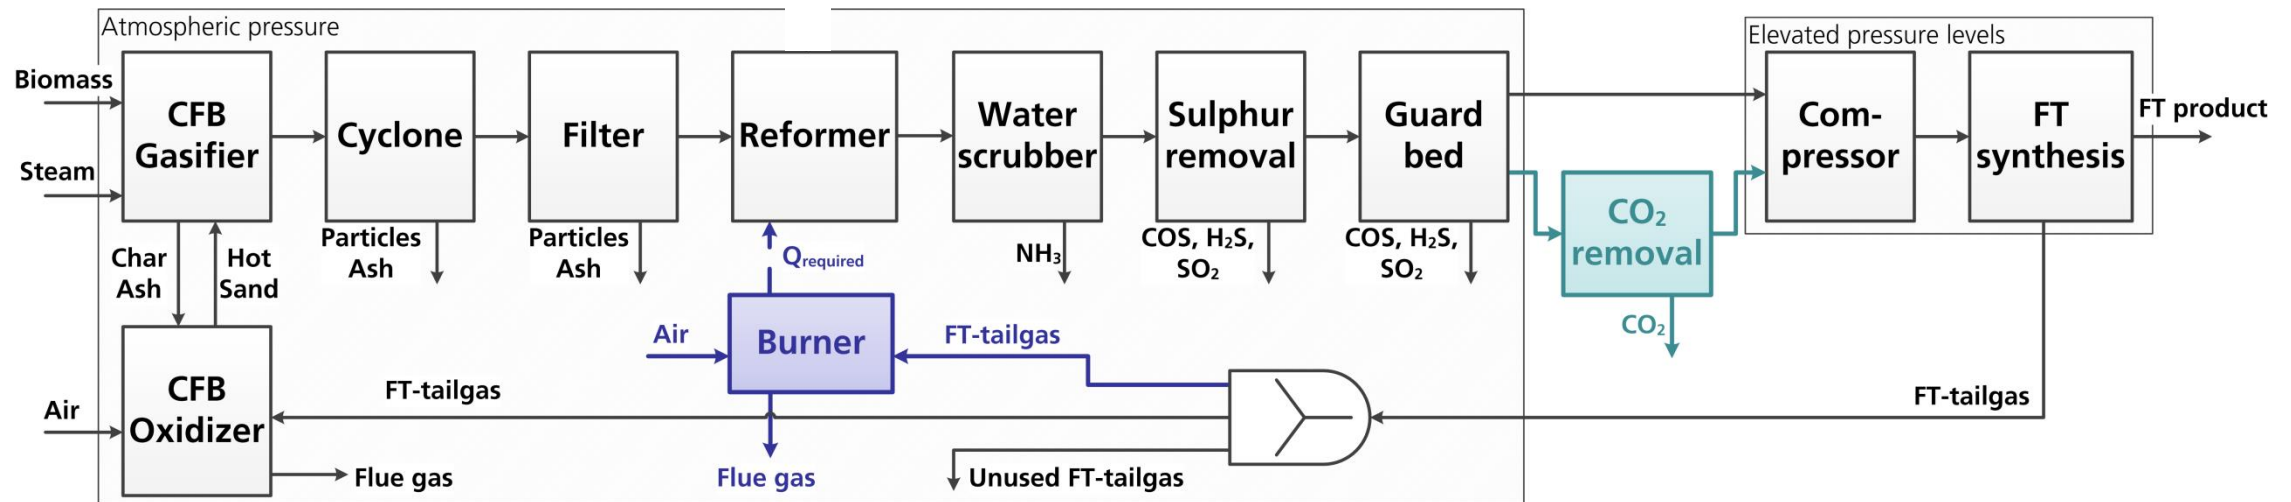 Atmospheric pressure
Elevated pressure levels
Biomass
Steam
CFB
Gasifier
Cyclone
Filter
Reformer
Water
scrubber
Sulphur
removal
Guard
bed
Com-
pressor
FT
synthesis
FT product
CO₂
removal
Char
Ash
Hot
Sand
Particles
Ash
Particles
Ash
Qrequired
NH₃
COS, H₂S,
SO₂
COS, H₂S,
SO₂
CO₂
Air
Burner
FT-tailgas
Air
CFB
Oxidizer
FT-tailgas
FT-tailgas
Flue gas
Flue gas
Unused FT-tailgas